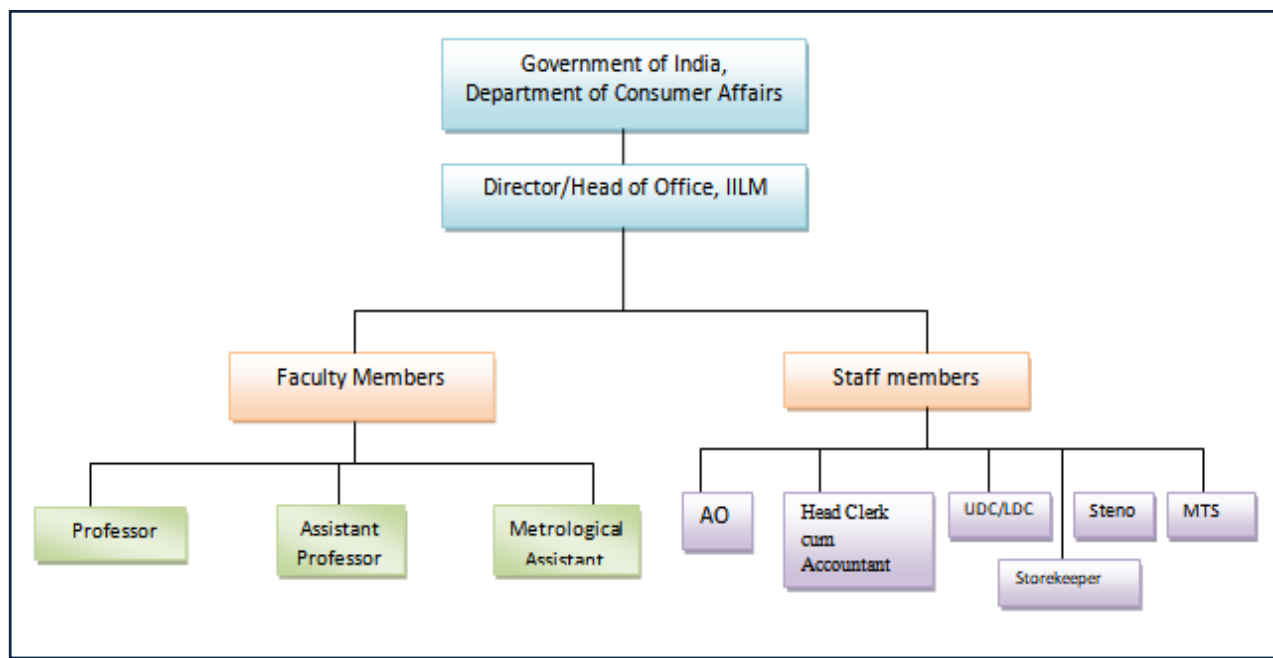 Government of India,
Department of Consumer Affairs
Director/Head of Office, IILM
Faculty Members
Staff members
Professor
Assistant
Professor
Metrological
Assistant
AO
Head Clerk
cum
Accountant
UDC/LDC
Steno
MTS
Storekeeper